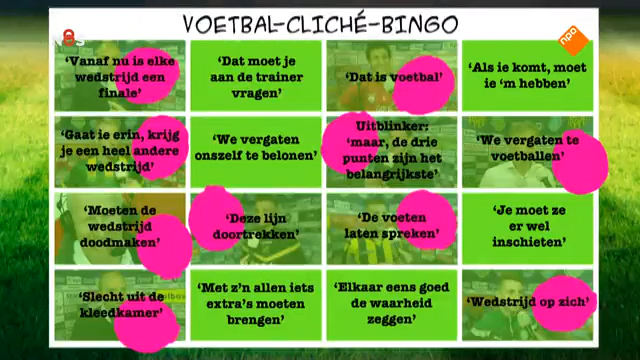 VOETBAL-CLICHÉ-BINGO
npo
'Vanaf nu is elke
wedstrijd een
finale'
'Dat moet je
aan de trainer
vragen'
'Dat is voetbal'
'Als ie komt, moet
ie 'm hebben'
'Gaat ie erin, krijg
je een heel andere
wedstrijd'
'We vergaten
onszelf te belonen'
Uitblinker:
'maar, de drie
punten zijn het
belangrijkste'
'We vergaten te
voetballen'
'Moeten de
wedstrijd
doodmaken'
'Deze lijn
doortrekken'
'De voeten
laten spreken'
'Je moet ze
er wel
inschieten'
'Slecht uit de
kleedkamer'
'Met z'n allen iets
extra's moeten
brengen'
'Elkaar eens goed
de waarheid
zeggen'
'Wedstrijd op zich'